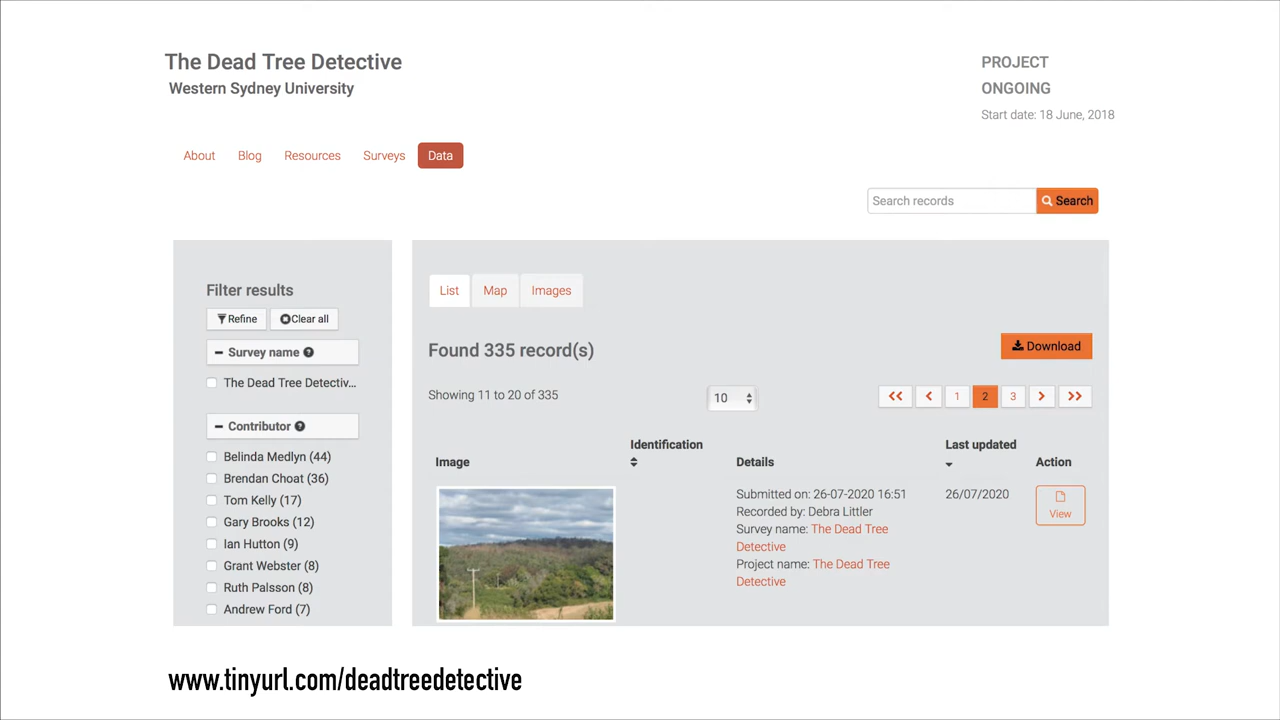 The Dead Tree Detective
Western Sydney University
PROJECT
ONGOING
Start date: 18 June, 2018
About Blog Resources Surveys Data
Search records Search
Filter results
Refine Clear all
Survey name
The Dead Tree Detectiv...
Contributor
Belinda Medlyn (44)
Brendan Choat (36)
Tom Kelly (17)
Gary Brooks (12)
Ian Hutton (9)
Grant Webster (8)
Ruth Palsson (8)
Andrew Ford (7)
List Map Images
Found 335 record(s)
Download
Showing 11 to 20 of 335
10
<< < 1 2 3 > >>
Image
Identification
Details
Last updated
Action
Submitted on: 26-07-2020 16:51
Recorded by: Debra Littler
Survey name: The Dead Tree
Detective
Project name: The Dead Tree
Detective
26/07/2020
View
www.tinyurl.com/deadtreedetective